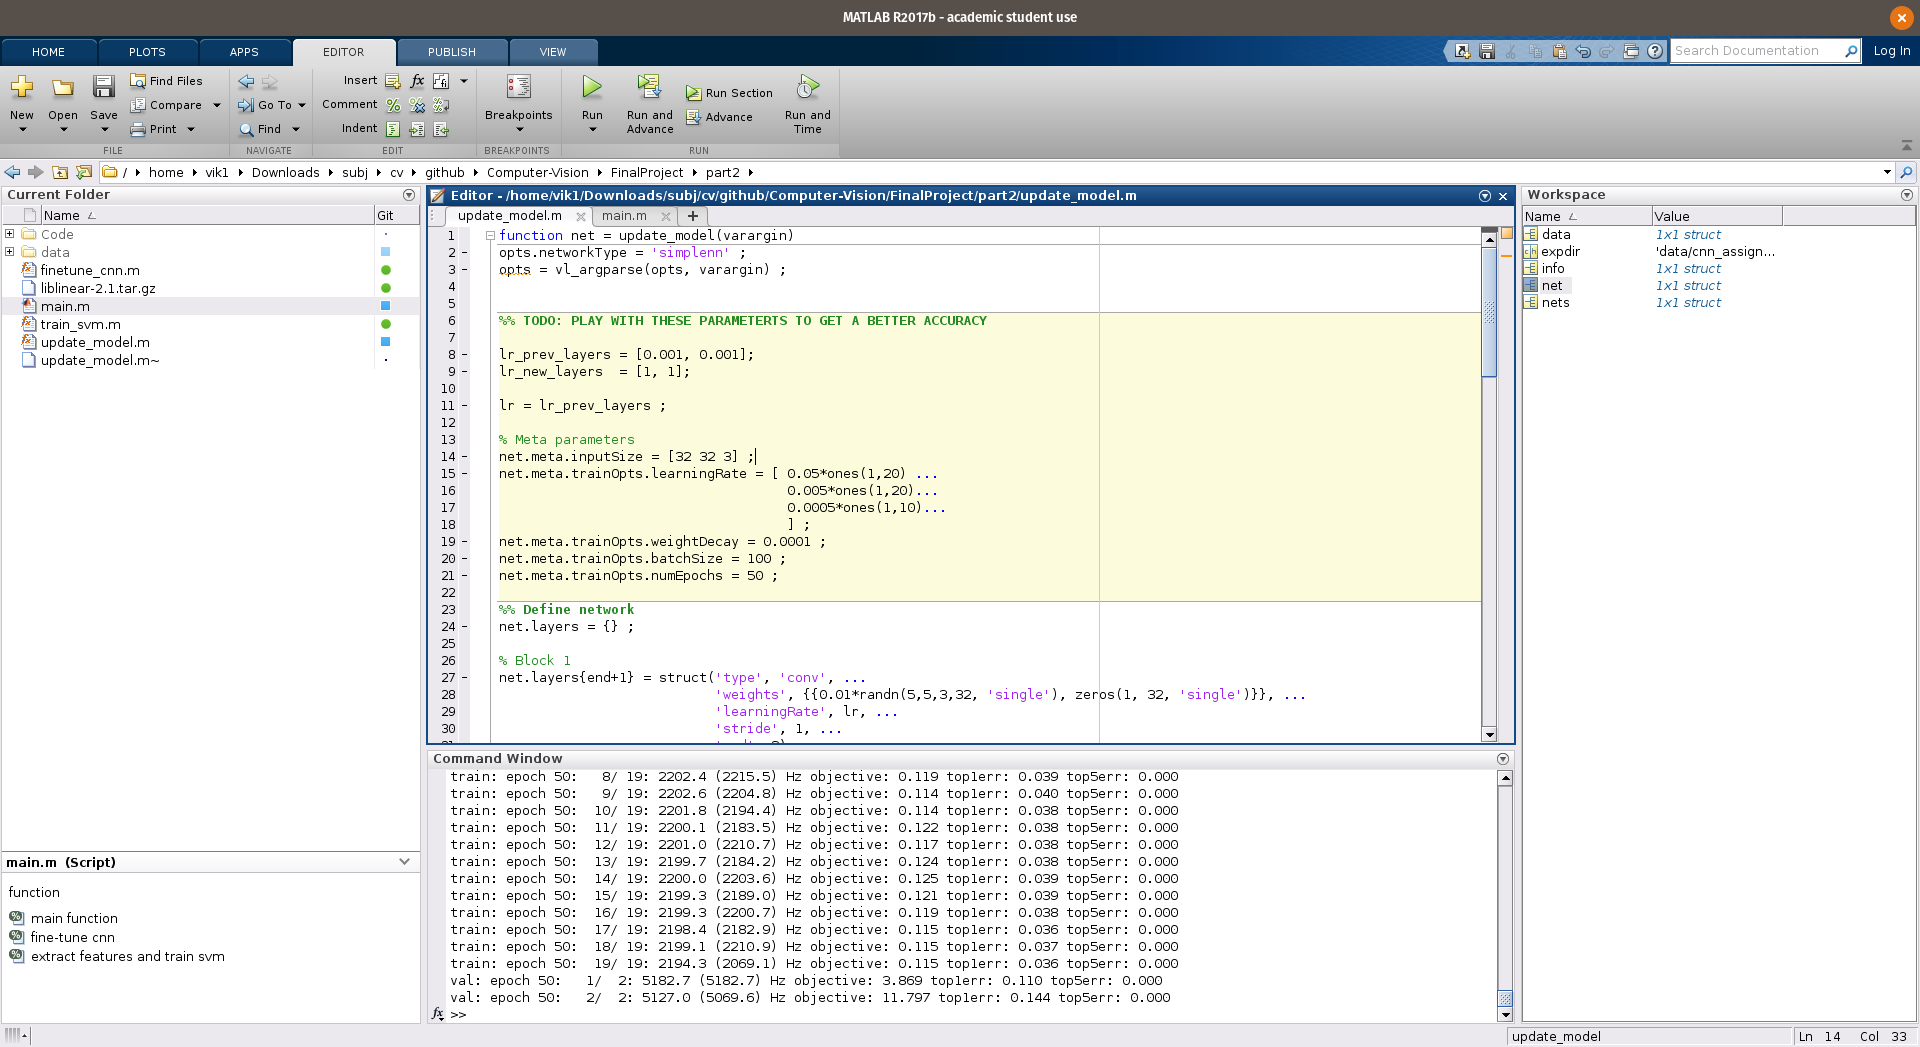 MATLAB R2017b - academic student use
HOME PLOTS APPS EDITOR PUBLISH VIEW Search Documentation Log In
New Open Save Find Files Compare Print Go To Find Insert Comment Indent Breakpoints Run Run and Advance Run Section Advance Run and Time
FILE NAVIGATE EDIT BREAKPOINTS RUN
/ home vik1 Downloads subj cv github Computer-Vision FinalProject part2
Current Folder
Name Git
Code
data
finetune_cnn.m
liblinear-2.1.tar.gz
main.m
train_svm.m
update_model.m
update_model.m~
main.m (Script)
function
main function
fine-tune cnn
extract features and train svm
Editor - /home/vik1/Downloads/subj/cv/github/Computer-Vision/FinalProject/part2/update_model.m
update_model.m main.m
1 function net = update_model(varargin)
2 - opts.networkType = 'simplenn' ;
3 - opts = vl_argparse(opts, varargin) ;
4
5
6 %% TODO: PLAY WITH THESE PARAMETERTS TO GET A BETTER ACCURACY
7
8 - lr_prev_layers = [0.001, 0.001];
9 - lr_new_layers  = [1, 1];
10
11 - lr = lr_prev_layers ;
12
13 % Meta parameters
14 - net.meta.inputSize = [32 32 3] ;
15 - net.meta.trainOpts.learningRate = [ 0.05*ones(1,20) ...
16 0.005*ones(1,20)...
17 0.0005*ones(1,10)...
18 ] ;
19 - net.meta.trainOpts.weightDecay = 0.0001 ;
20 - net.meta.trainOpts.batchSize = 100 ;
21 - net.meta.trainOpts.numEpochs = 50 ;
22
23 %% Define network
24 - net.layers = {} ;
25
26 % Block 1
27 - net.layers{end+1} = struct('type', 'conv', ...
28 'weights', {{0.01*randn(5,5,3,32, 'single'), zeros(1, 32, 'single')}}, ...
29 'learningRate', lr, ...
30 'stride', 1, ...
Command Window
train: epoch 50:   8/ 19: 2202.4 (2215.5) Hz objective: 0.119 top1err: 0.039 top5err: 0.000
train: epoch 50:   9/ 19: 2202.6 (2204.8) Hz objective: 0.114 top1err: 0.040 top5err: 0.000
train: epoch 50:  10/ 19: 2201.8 (2194.4) Hz objective: 0.114 top1err: 0.038 top5err: 0.000
train: epoch 50:  11/ 19: 2200.1 (2183.5) Hz objective: 0.122 top1err: 0.038 top5err: 0.000
train: epoch 50:  12/ 19: 2201.0 (2210.7) Hz objective: 0.117 top1err: 0.038 top5err: 0.000
train: epoch 50:  13/ 19: 2199.7 (2184.2) Hz objective: 0.124 top1err: 0.038 top5err: 0.000
train: epoch 50:  14/ 19: 2200.0 (2203.6) Hz objective: 0.125 top1err: 0.039 top5err: 0.000
train: epoch 50:  15/ 19: 2199.3 (2189.0) Hz objective: 0.121 top1err: 0.039 top5err: 0.000
train: epoch 50:  16/ 19: 2199.3 (2200.7) Hz objective: 0.119 top1err: 0.038 top5err: 0.000
train: epoch 50:  17/ 19: 2198.4 (2182.9) Hz objective: 0.115 top1err: 0.036 top5err: 0.000
train: epoch 50:  18/ 19: 2199.1 (2210.9) Hz objective: 0.115 top1err: 0.037 top5err: 0.000
train: epoch 50:  19/ 19: 2194.3 (2069.1) Hz objective: 0.115 top1err: 0.036 top5err: 0.000
val: epoch 50:   1/  2: 5182.7 (5182.7) Hz objective: 3.869 top1err: 0.110 top5err: 0.000
val: epoch 50:   2/  2: 5127.0 (5069.6) Hz objective: 11.797 top1err: 0.144 top5err: 0.000
fx >>
Workspace
Name Value
data 1x1 struct
expdir 'data/cnn_assign...
info 1x1 struct
net 1x1 struct
nets 1x1 struct
update_model Ln 14 Col 33